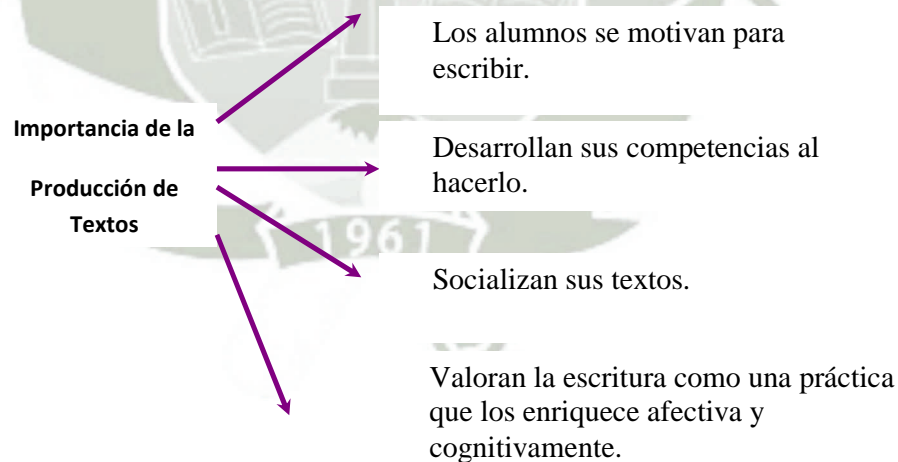 Los alumnos se motivan para
escribir.
Importancia de la
Producción de
Textos
Desarrollan sus competencias al
hacerlo.
1961
Socializan sus textos.
Valoran la escritura como una práctica
que los enriquece afectiva y
cognitivamente.